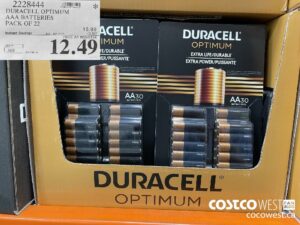 2228444
DURACELL OPTIMUM
AAA BATTERIES
PACK OF 22
12.49
DURACELL
OPTIMUM
EXTRA LIFE/DURABLE
EXTRA POWER/PUISSANTE
AA30
DURACELL
OPTIMUM
EXTRA LIFE/DURABLE
EXTRA POWER/PUISSANTE
AA30
DURACELL
OPTIMUM
COSTCO WEST
cocowest.ca